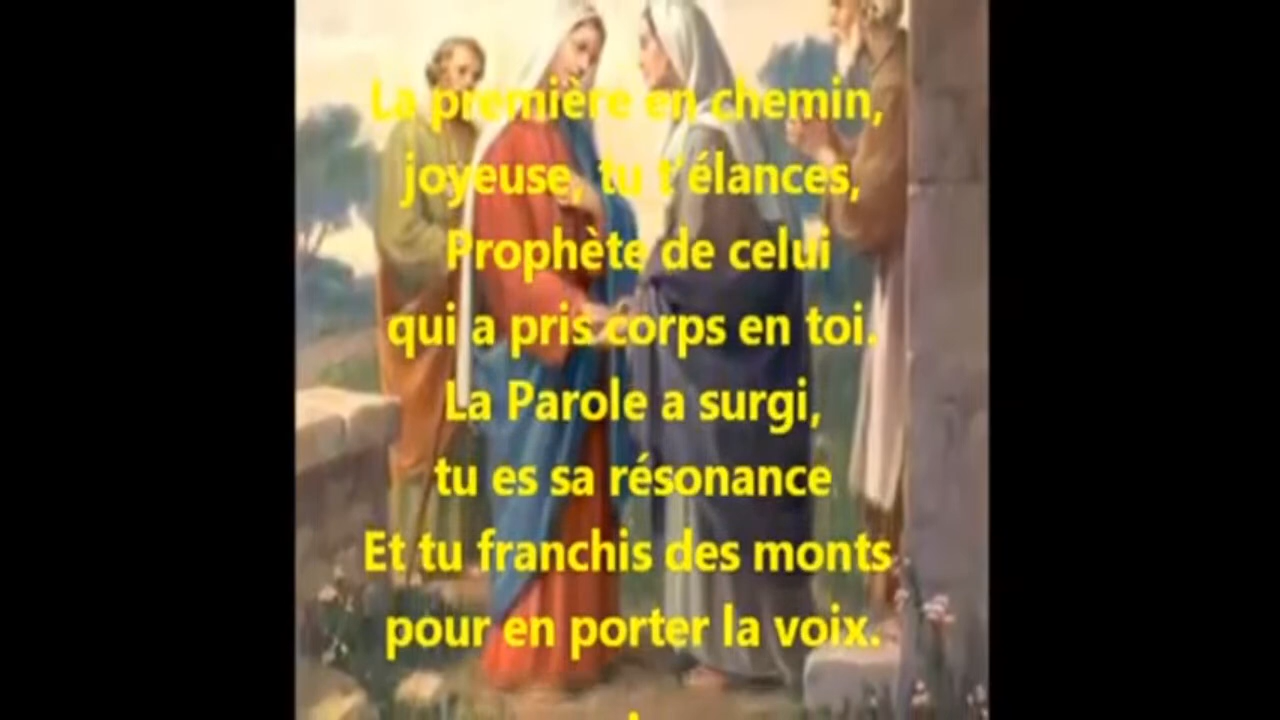 La première en chemin,
joyeuse, tu t'élances,
Prophète de celui
qui a pris corps en toi.
La Parole a surgi,
tu es sa résonance
Et tu franchis des monts
pour en porter la voix.